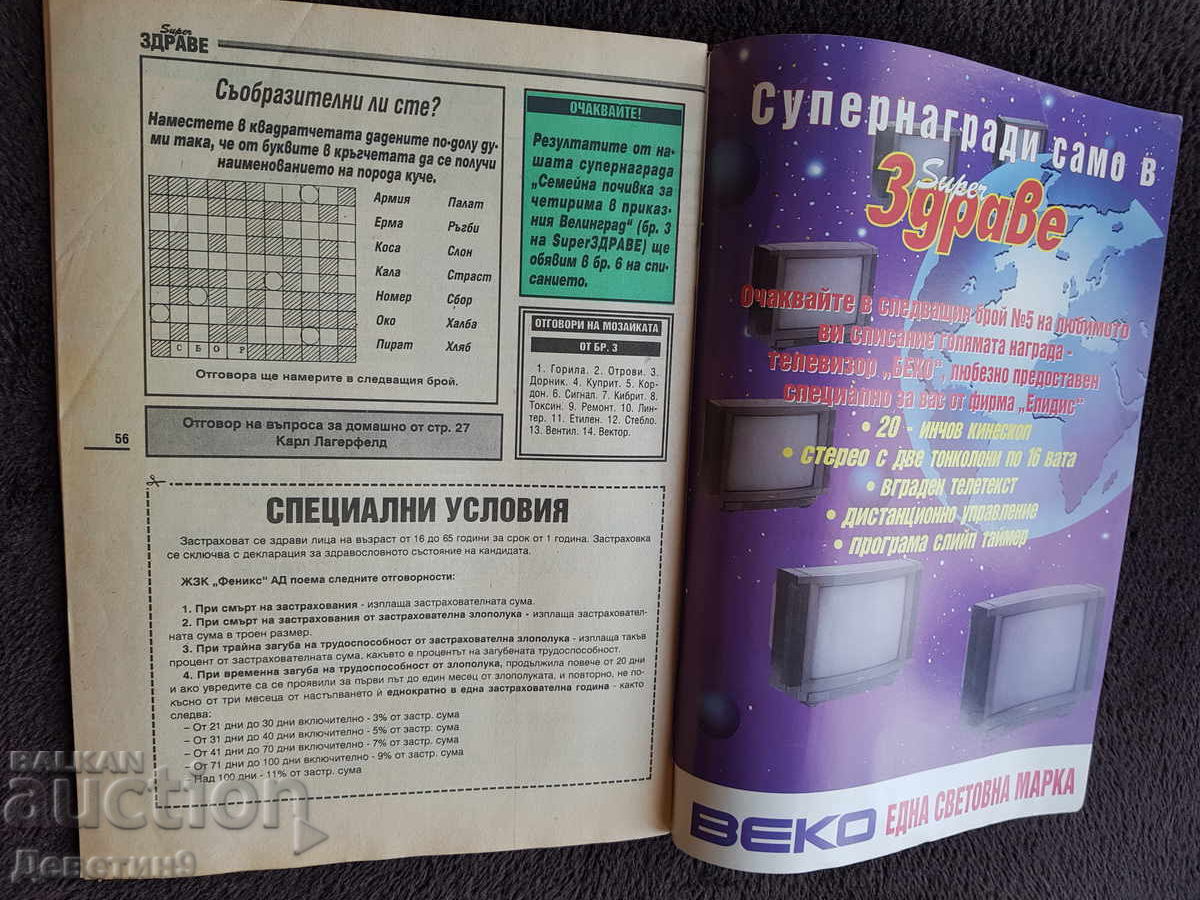 Super
ЗДРАВЕ
Съобразителни ли сте?
Наместете в квадратчетата дадените по-долу ду-
ми така, че от буквите в кръгчетата да се получи
наименованието на порода куче.
Армия Палат
Ерма Ръгби
Коса Слон
Кала Страст
Номер Сбор
Око Халба
Пират Хляб
С Б О Р
Отговора ще намерите в следващия брой.
ОЧАКВАЙТЕ!
Резултатите от на-
шата супернаграда
„Семейна почивка за
четирима в приказ-
ния Велинград“ (бр. 3
на SuperЗДРАВЕ) ще
обявим в бр. 6 на спи-
санието.
ОТГОВОРИ НА МОЗАЙКАТА
ОТ БР. 3
1. Горила. 2. Отрови. 3.
Дорник. 4. Куприт. 5. Кор-
дон. 6. Сигнал. 7. Кибрит. 8.
Токсин. 9. Ремонт. 10. Лин-
тер. 11. Етилен. 12. Стебло.
13. Вентил. 14. Вектор.
56
Отговор на въпроса за домашно от стр. 27
Карл Лагерфелд
СПЕЦИАЛНИ УСЛОВИЯ
Застраховат се здрави лица на възраст от 16 до 65 години за срок от 1 година. Застраховка
се сключва с декларация за здравословното състояние на кандидата.
ЖЗК „Феникс“ АД поема следните отговорности:
1. При смърт на застрахования - изплаща застрахователната сума.
2. При смърт на застрахования от застрахователна злополука - изплаща застраховател-
ната сума в троен размер.
3. При трайна загуба на трудоспособност от застрахователна злополука - изплаща такъв
процент от застрахователната сума, какъвто е процентът на загубената трудоспособност.
4. При временна загуба на трудоспособност от злополука, продължила повече от 20 дни
и ако увредите са се проявили за първи път до един месец от злополуката, и повторно, не по-
късно от три месеца от настъпването ѝ еднократно в една застрахователна година - както
следва:
– От 21 дни до 30 дни включително - 3% от застр. сума
– От 31 дни до 40 дни включително - 5% от застр. сума
– От 41 дни до 70 дни включително - 7% от застр. сума
– От 71 дни до 100 дни включително - 9% от застр. сума
– Над 100 дни - 11% от застр. сума
Супернагради само в
Super
Здраве
Очаквайте в следващия брой №5 на любимото
ви списание голямата награда -
телевизор „БЕКО“, любезно предоставен
специално за вас от фирма „Епидис“
• 20 - инчов кинескоп
• стерео с две тонколони по 16 вата
• вграден телетекст
• дистанционно управление
• програма слийп таймер
BEKO ЕДНА СВЕТОВНА МАРКА
BALKAN
auction
Деветин9